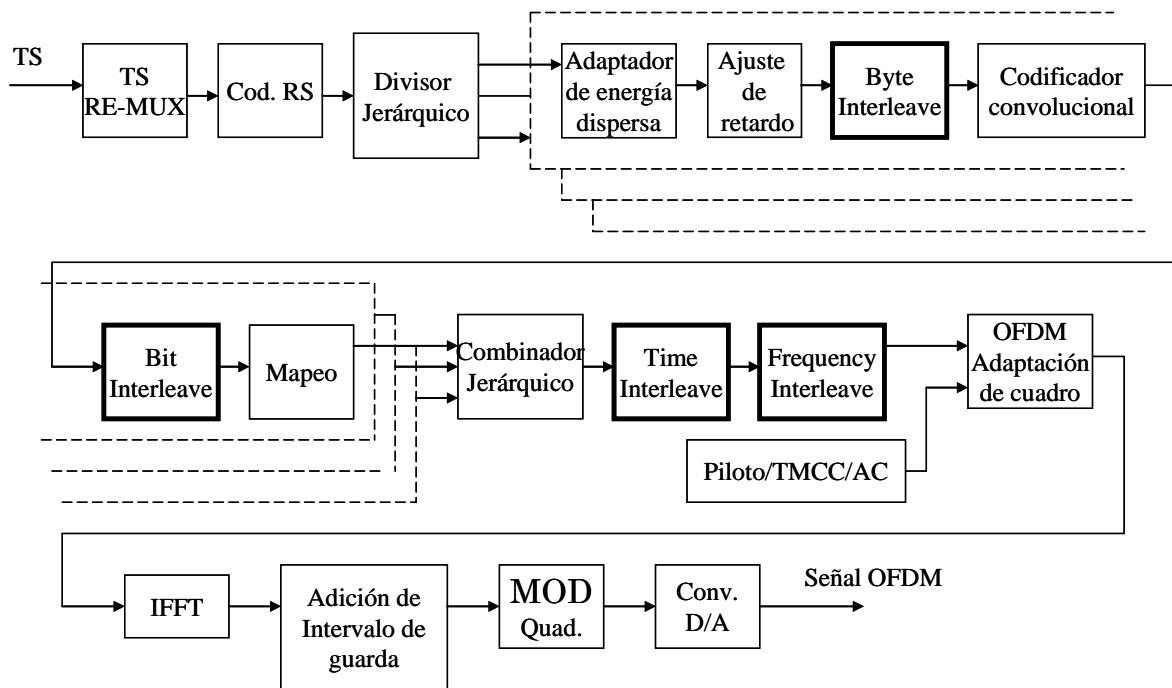 TS
TS
RE-MUX
Cod. RS
Divisor
Jerárquico
Adaptador
de energía
dispersa
Ajuste
de
retardo
Byte
Interleave
Codificador
convolucional
Bit
Interleave
Mapeo
Combinador
Jerárquico
Time
Interleave
Frequency
Interleave
OFDM
Adaptación
de cuadro
Piloto/TMCC/AC
IFFT
Adición de
Intervalo de
guarda
MOD
Quad.
Conv.
D/A
Señal OFDM